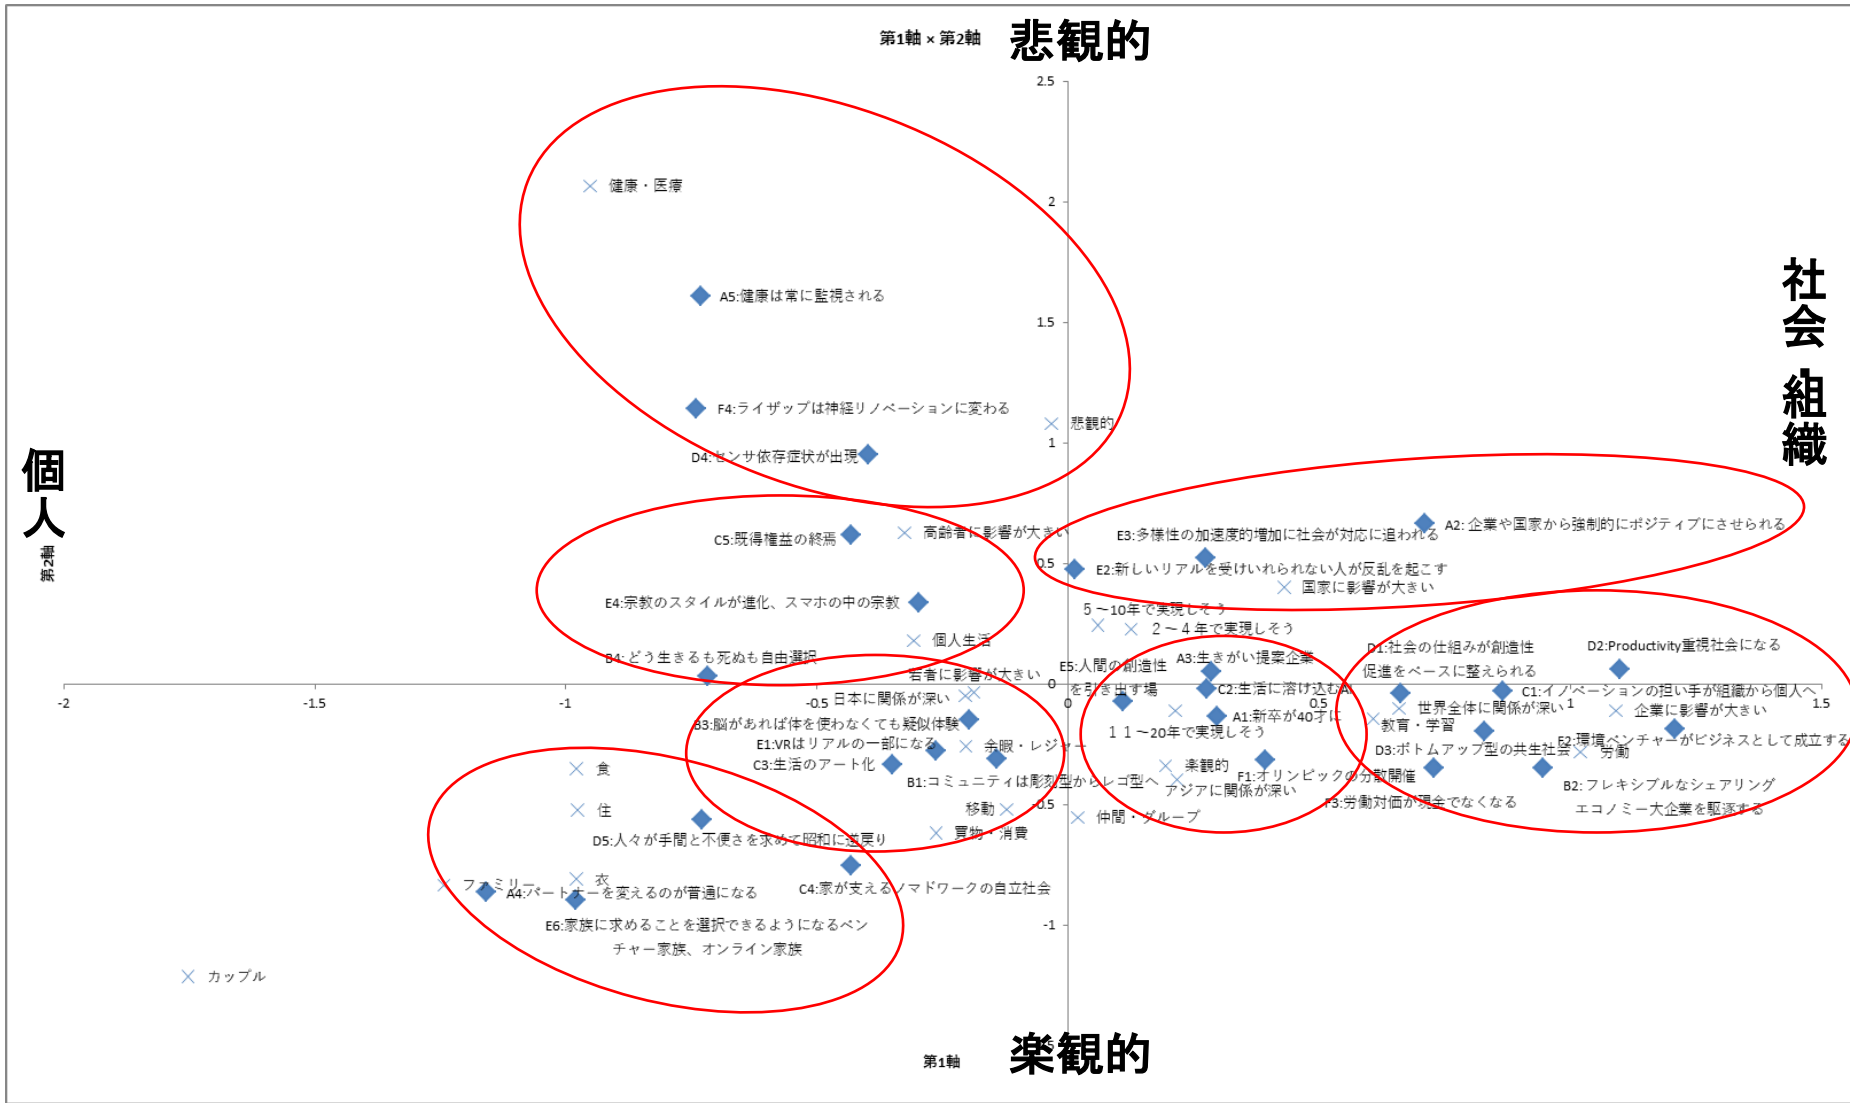 第1軸 × 第2軸
悲観的
2.5
健康・医療
2
社会・組織
A5:健康は常に監視される
1.5
F4:ライザップは神経リノベーションに変わる
悲観的
1
D4:センサ依存症状が出現
個人
第2軸
高齢者に影響が大きい
C5:既得権益の終焉
A2:企業や国家から強制的にポジティブにさせられる
E3:多様性の加速度的増加に社会が対応に追われる
0.5
E2:新しいリアルを受けいれられない人が反乱を起こす
国家に影響が大きい
E4:宗教のスタイルが進化、スマホの中の宗教
5～10年で実現しそう
2～4年で実現しそう
個人生活
B4:どう生きるも死ぬも自由選択
D1:社会の仕組みが創造性
促進をベースに整えられる
D2:Productivity重視社会になる
A3:生きがい提案企業
E5:人間の創造性
を引き出す場
若者に影響が大きい
日本に関係が深い
C2:生活に溶け込むAI
C1:イノベーションの担い手が組織から個人へ
-2
-1.5
-1
-0.5
0
0
0.5
1
1.5
世界全体に関係が深い
企業に影響が大きい
B3:脳があれば体を使わなくても疑似体験
A1:新卒が40才に
教育・学習
11～20年で実現しそう
E1:VRはリアルの一部になる
余暇・レジャー
F2:環境ベンチャーがビジネスとして成立する
D3:ボトムアップ型の共生社会
労働
C3:生活のアート化
食
楽観的
F1:オリンピックの分散開催
B1:コミュニティは彫刻型からレゴ型へ
アジアに関係が深い
B2:フレキシブルなシェアリング
エコノミー大企業を駆逐する
F3:労働対価が現金でなくなる
-0.5
移動
住
仲間・グループ
買物・消費
D5:人々が手間と不便さを求めて昭和に逆戻り
衣
ファミリー
A4:パートナーを変えるのが普通になる
C4:家が支えるノマドワークの自立社会
E6:家族に求めることを選択できるようになるベン
チャー家族、オンライン家族
-1
カップル
第1軸
楽観的